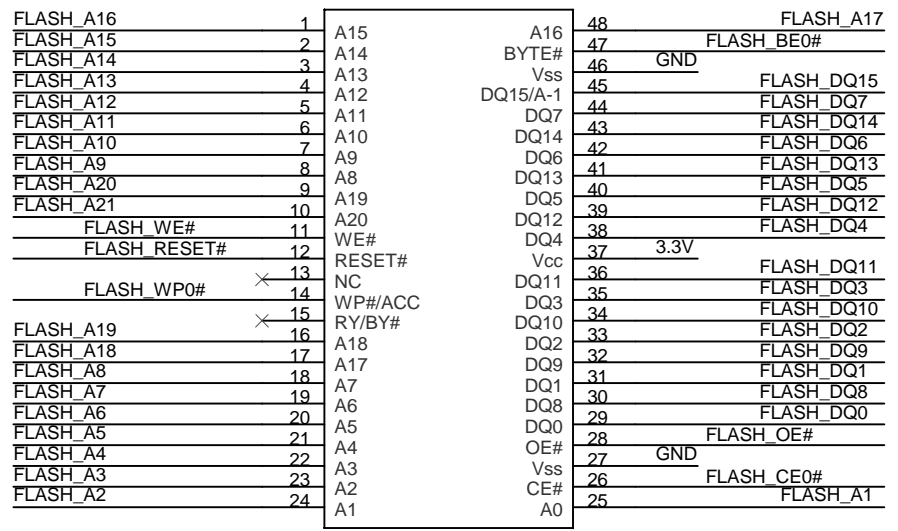 FLASH_A16 1 A15 A16 48 FLASH_A17
FLASH_A15 2 A14 BYTE# 47 FLASH_BE0#
FLASH_A14 3 A13 Vss 46 GND
FLASH_A13 4 A12 DQ15/A-1 45 FLASH_DQ15
FLASH_A12 5 A11 DQ7 44 FLASH_DQ7
FLASH_A11 6 A10 DQ14 43 FLASH_DQ14
FLASH_A10 7 A9 DQ6 42 FLASH_DQ6
FLASH_A9 8 A8 DQ13 41 FLASH_DQ13
FLASH_A20 9 A19 DQ5 40 FLASH_DQ5
FLASH_A21 10 A20 DQ12 39 FLASH_DQ12
FLASH_WE# 11 WE# DQ4 38 FLASH_DQ4
FLASH_RESET# 12 RESET# Vcc 37 3.3V
13 NC DQ11 36 FLASH_DQ11
FLASH_WP0# 14 WP#/ACC DQ3 35 FLASH_DQ3
15 RY/BY# DQ10 34 FLASH_DQ10
FLASH_A19 16 A18 DQ2 33 FLASH_DQ2
FLASH_A18 17 A17 DQ9 32 FLASH_DQ9
FLASH_A8 18 A7 DQ1 31 FLASH_DQ1
FLASH_A7 19 A6 DQ8 30 FLASH_DQ8
FLASH_A6 20 A5 DQ0 29 FLASH_DQ0
FLASH_A5 21 A4 OE# 28 FLASH_OE#
FLASH_A4 22 A3 Vss 27 GND
FLASH_A3 23 A2 CE# 26 FLASH_CE0#
FLASH_A2 24 A1 A0 25 FLASH_A1